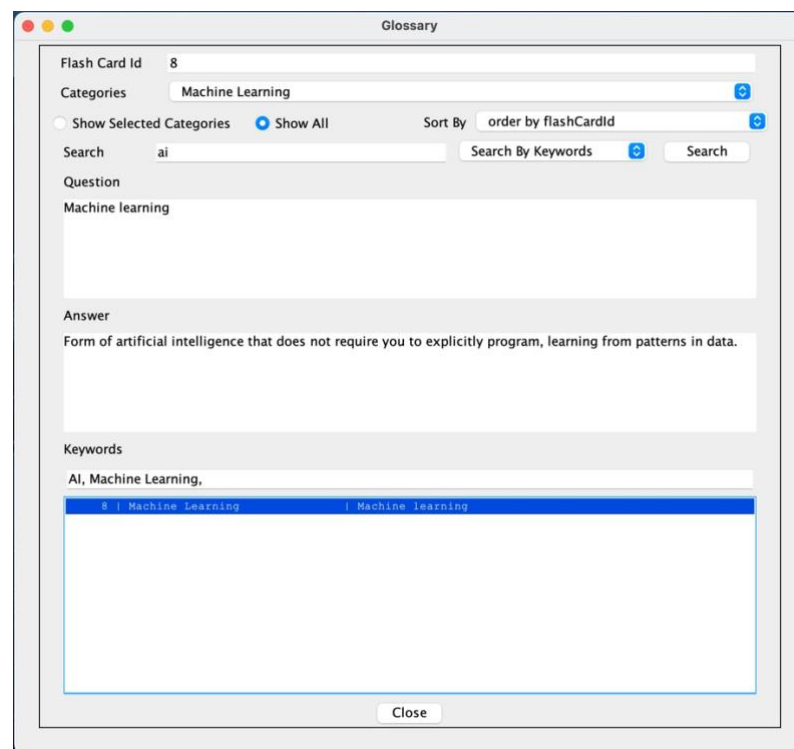 Glossary
Flash Card Id 8
Categories Machine Learning
Show Selected Categories Show All Sort By order by flashCardId
Search ai Search By Keywords Search
Question
Machine learning
Answer
Form of artificial intelligence that does not require you to explicitly program, learning from patterns in data.
Keywords
AI, Machine Learning,
8 | Machine Learning | Machine learning
Close